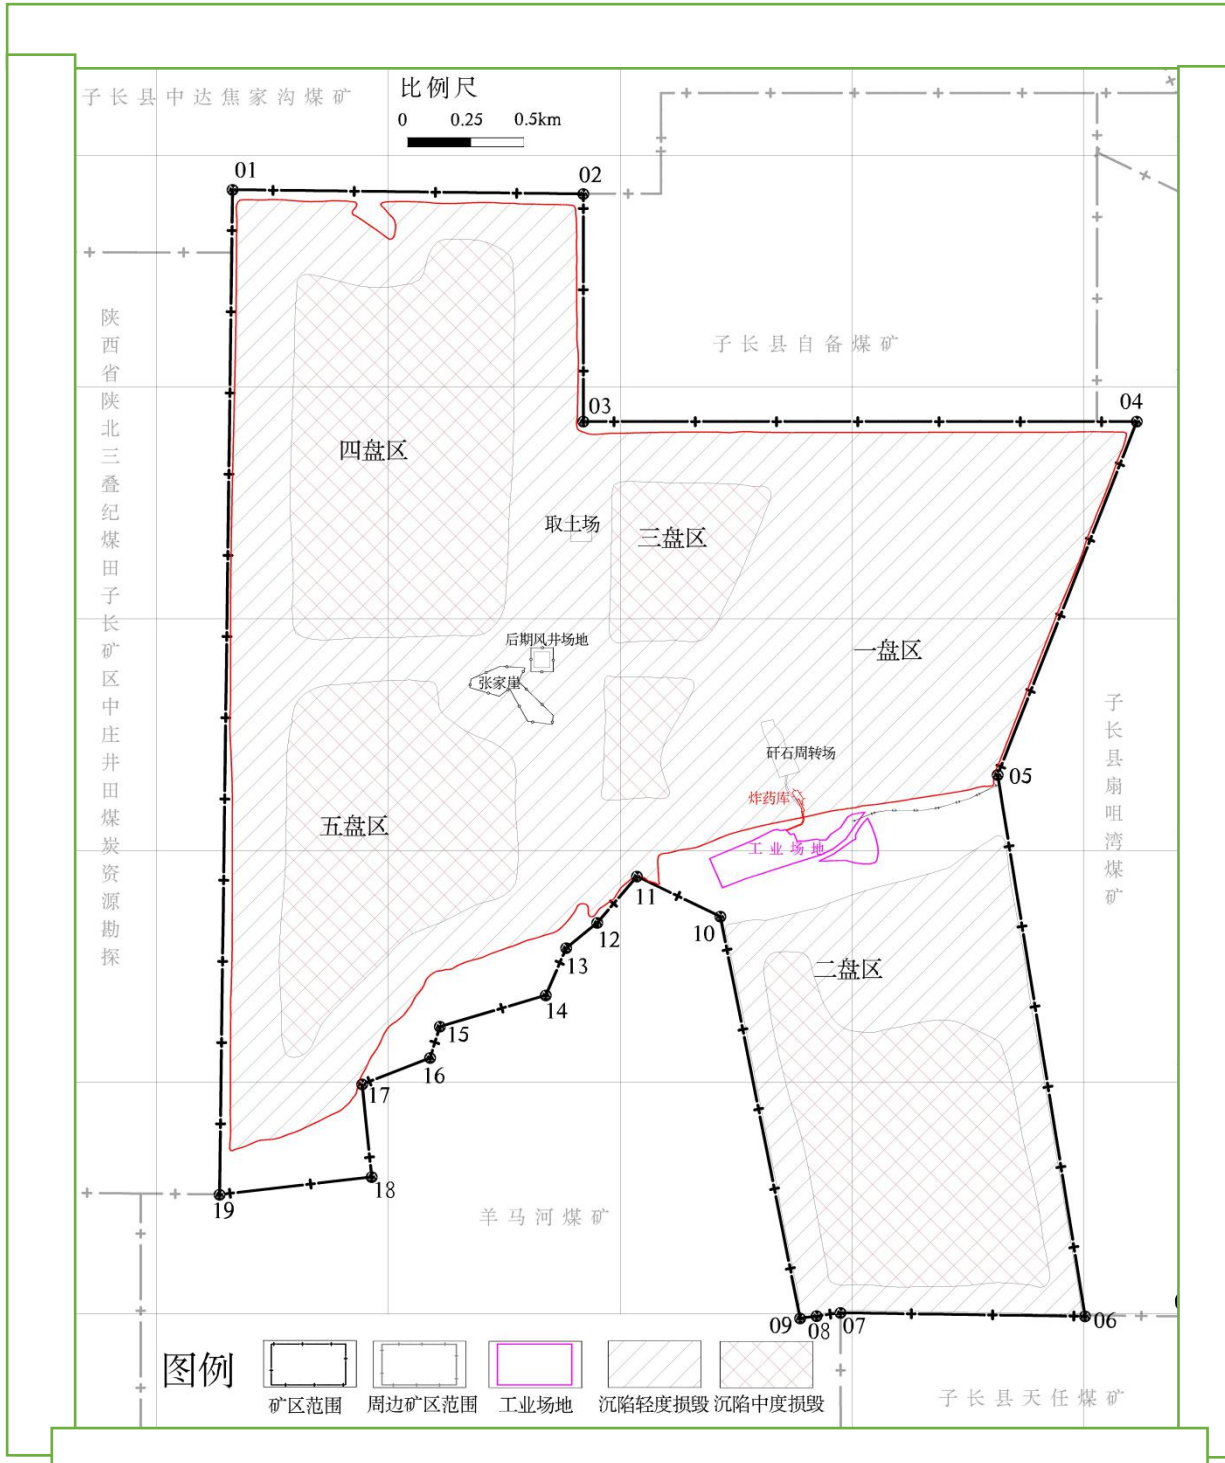 子长县中达焦家沟煤矿
比例尺
0 0.25 0.5km
01
02
子长县自备煤矿
03
04
陕西省陕北三叠纪煤田子长矿区中庄井田煤炭资源勘探
四盘区
取土场
三盘区
后期风井场地
张家崖
一盘区
子长县扇咀湾煤矿
矸石周转场
05
炸药库
五盘区
工业场地
11
10
12
13
二盘区
14
15
16
17
18
19
羊马河煤矿
09
08
07
06
图例
矿区范围
周边矿区范围
工业场地
沉陷轻度损毁
沉陷中度损毁
子长县天任煤矿